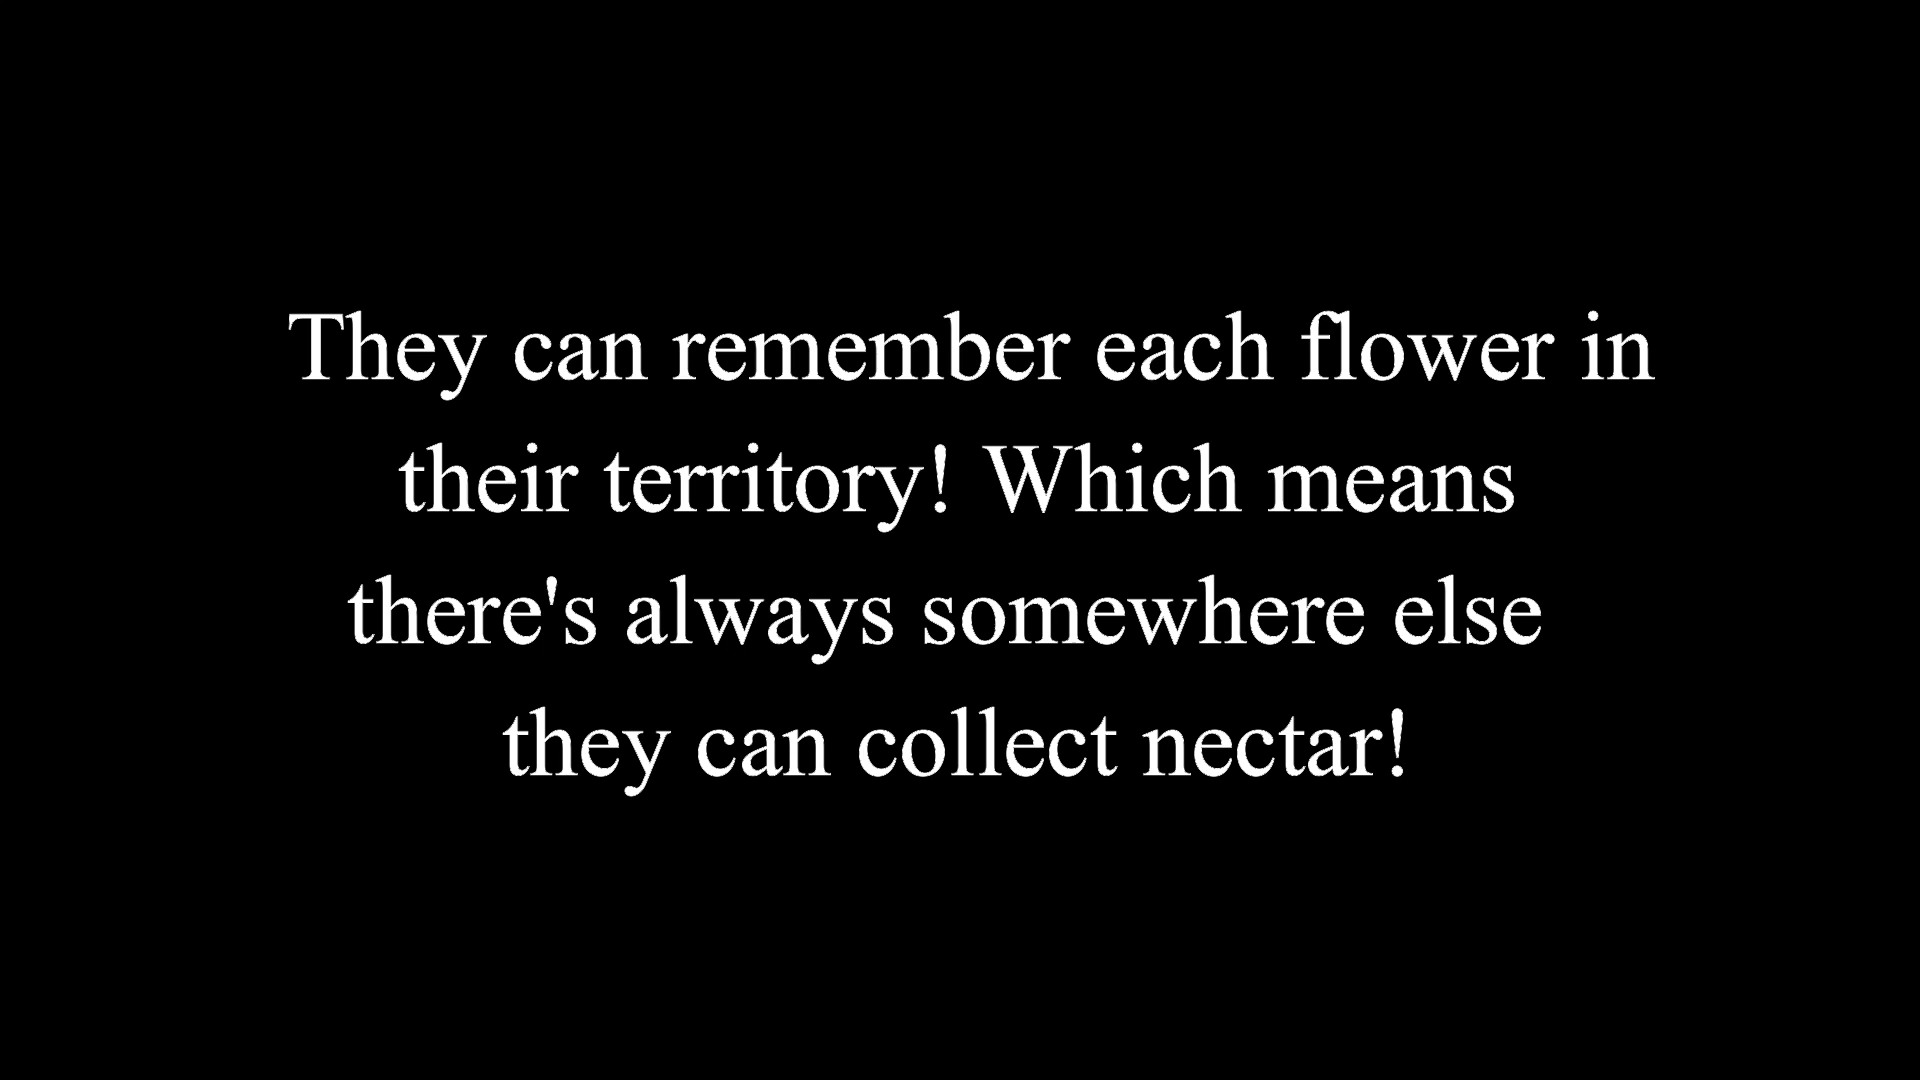 They can remember each flower in
their territory! Which means
there's always somewhere else
they can collect nectar!